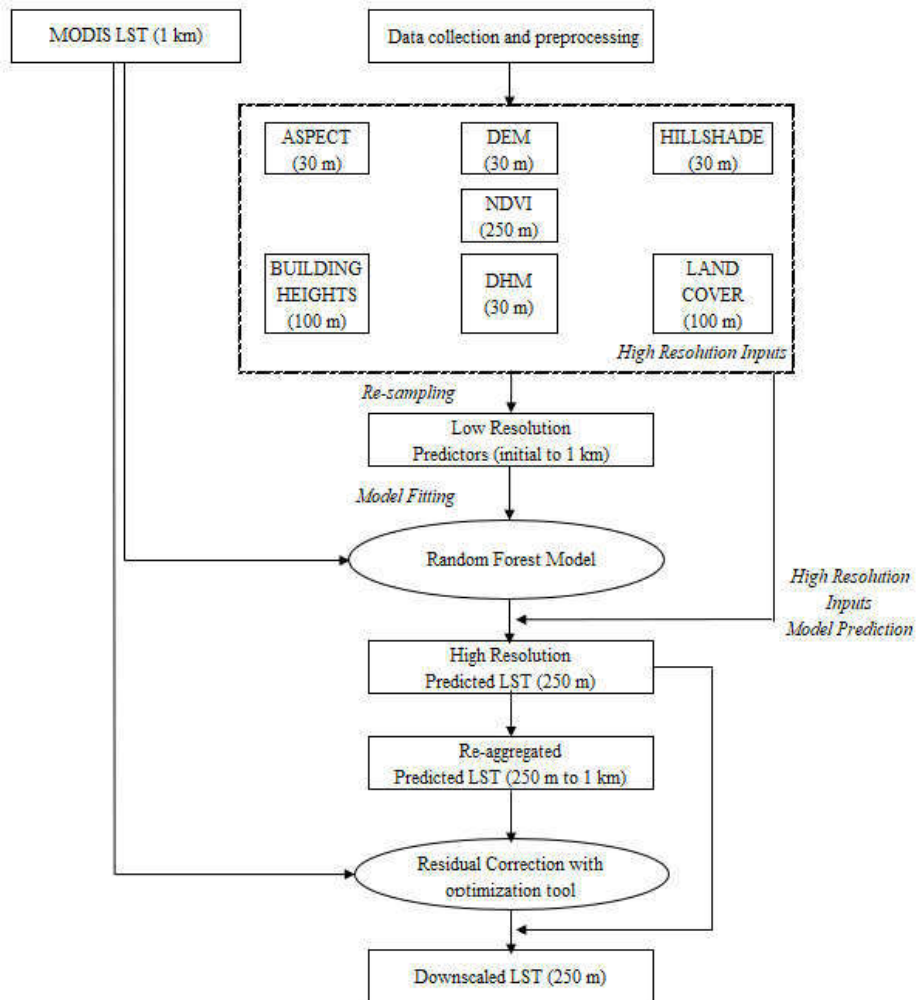 MODIS LST (1 km)
Data collection and preprocessing
ASPECT
(30 m)
DEM
(30 m)
HILLSHADE
(30 m)
NDVI
(250 m)
BUILDING
HEIGHTS
(100 m)
DHM
(30 m)
LAND
COVER
(100 m)
High Resolution Inputs
Re-sampling
Low Resolution
Predictors (initial to 1 km)
Model Fitting
Random Forest Model
High Resolution
Inputs
Model Prediction
High Resolution
Predicted LST (250 m)
Re-aggregated
Predicted LST (250 m to 1 km)
Residual Correction with
optimization tool
Downscaled LST (250 m)